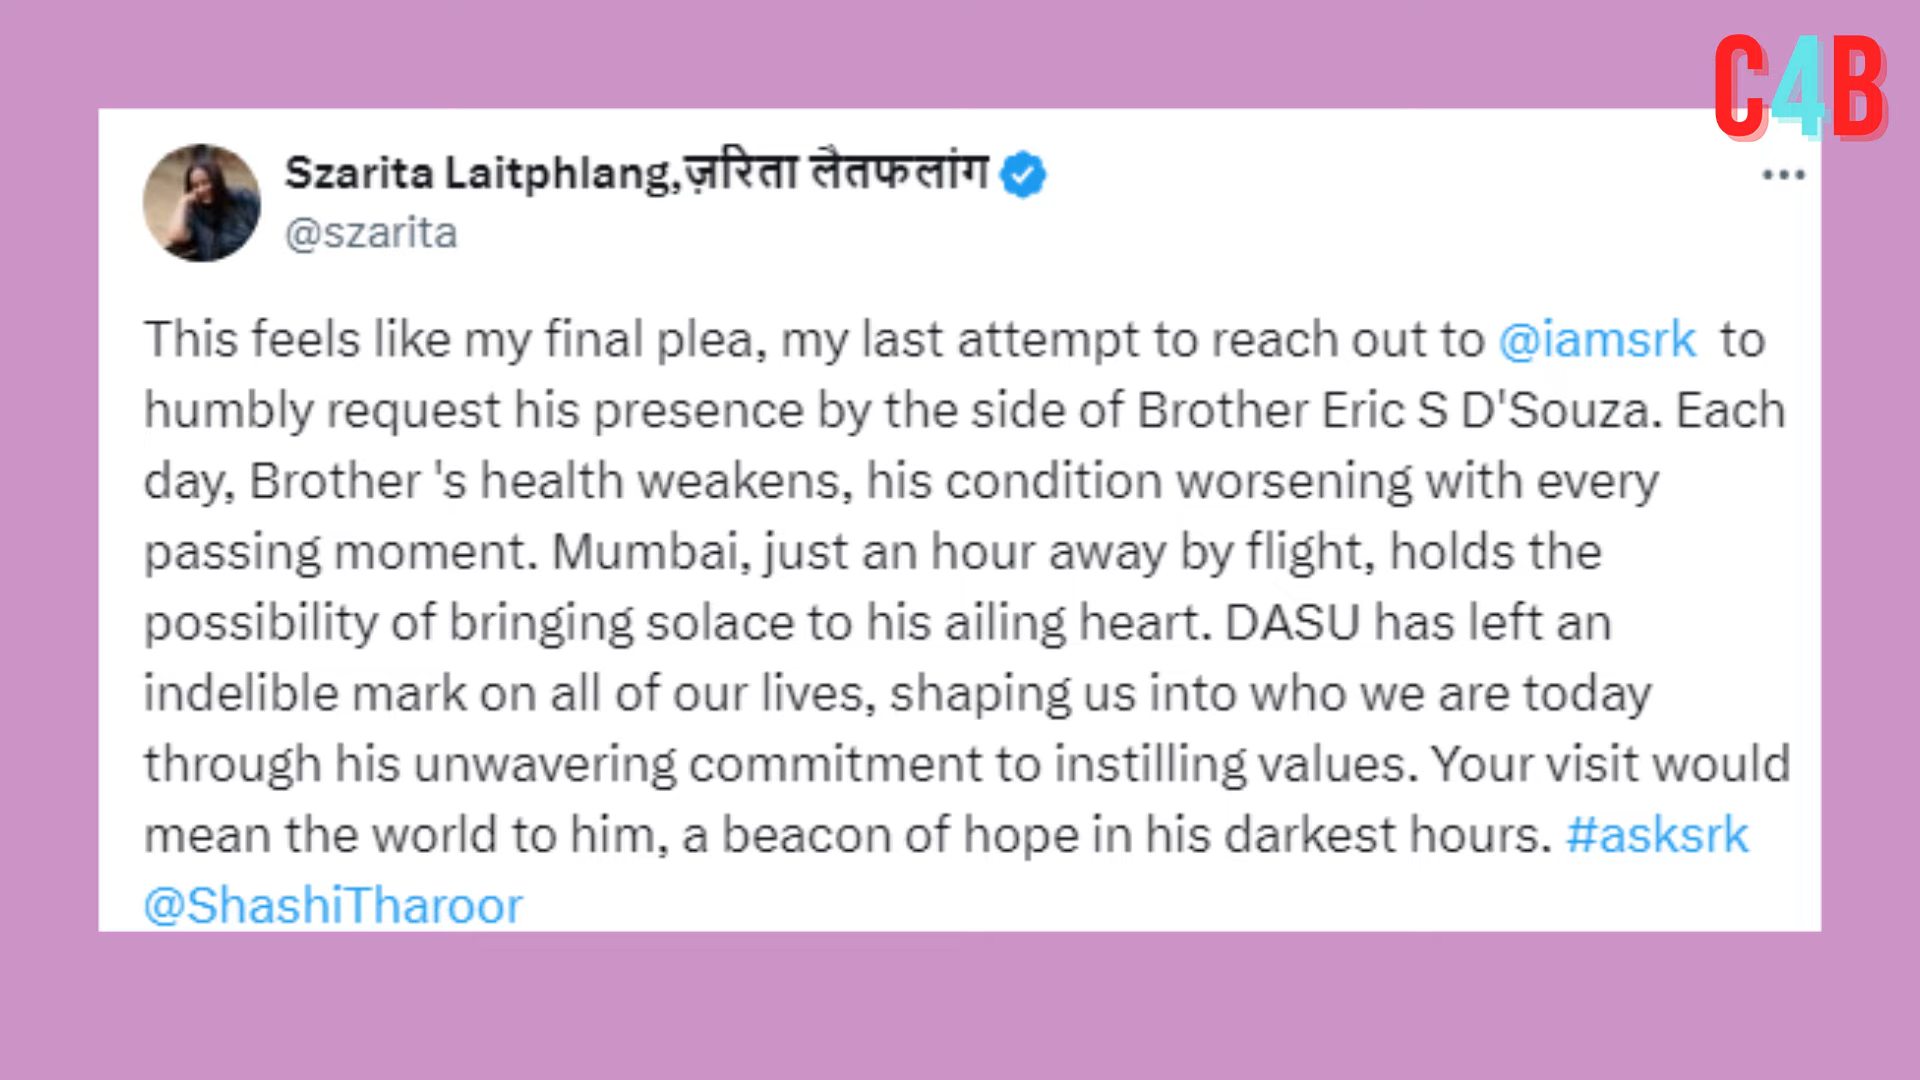 C4B
Szarita Laitphlang,ज़रिता लैतफलांग
@szarita
This feels like my final plea, my last attempt to reach out to @iamsrk to
humbly request his presence by the side of Brother Eric S D'Souza. Each
day, Brother 's health weakens, his condition worsening with every
passing moment. Mumbai, just an hour away by flight, holds the
possibility of bringing solace to his ailing heart. DASU has left an
indelible mark on all of our lives, shaping us into who we are today
through his unwavering commitment to instilling values. Your visit would
mean the world to him, a beacon of hope in his darkest hours. #asksrk
@ShashiTharoor